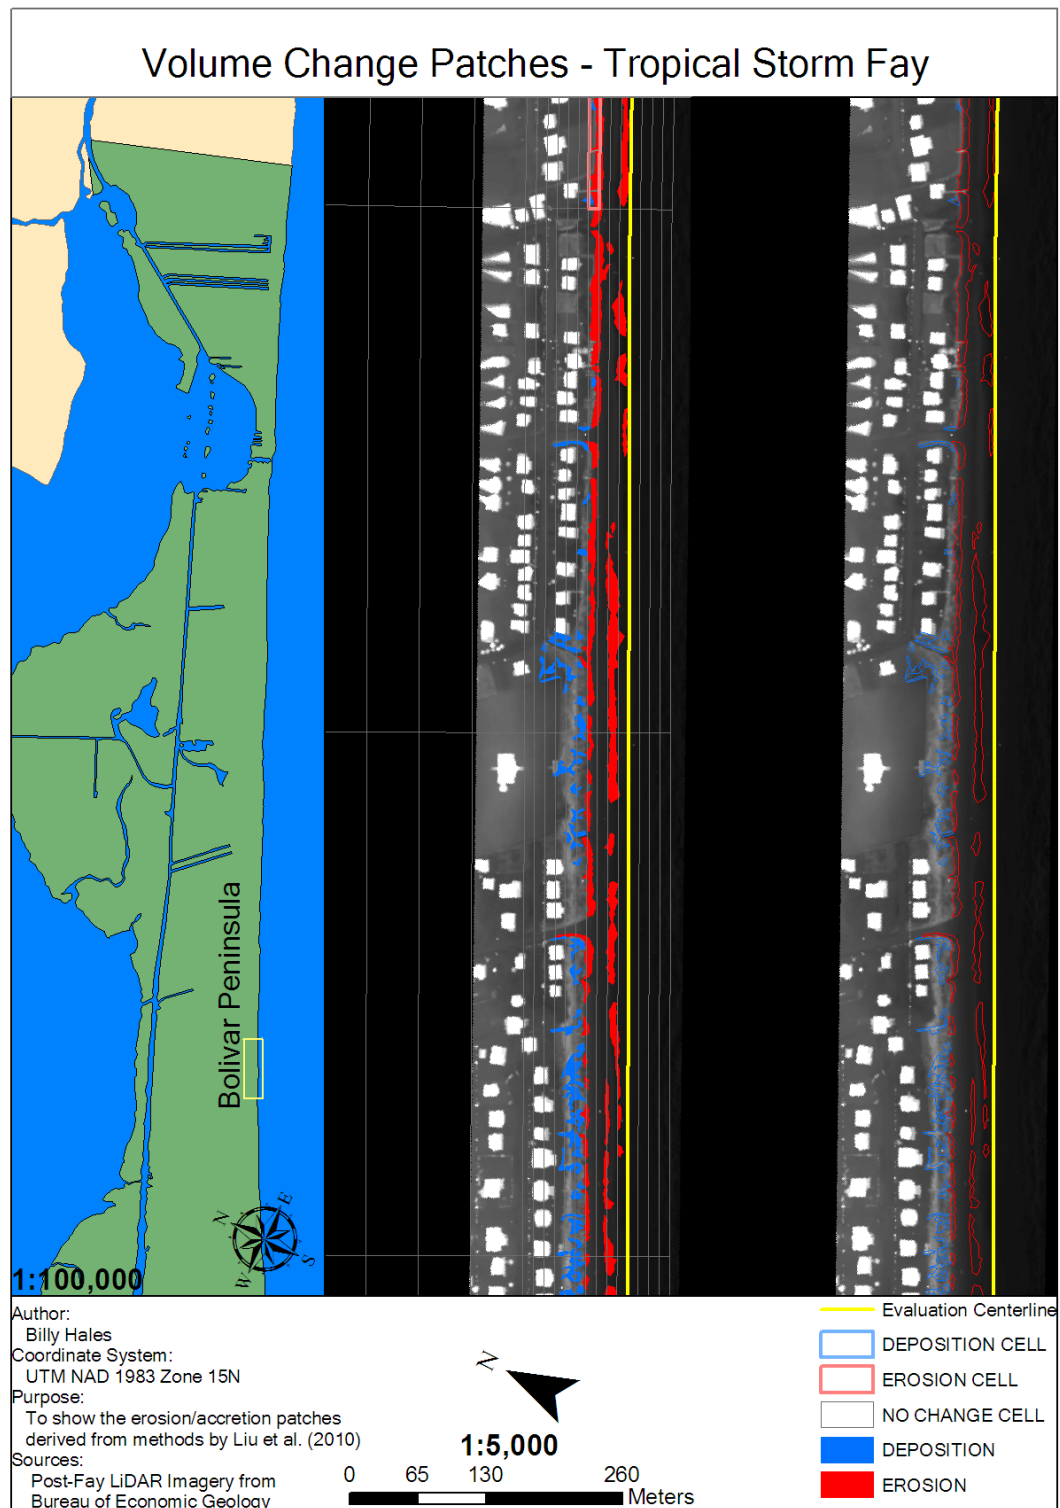 Volume Change Patches - Tropical Storm Fay
Bolivar Peninsula
N
E
S
W
1:100,000
Author:
Billy Hales
Coordinate System:
UTM NAD 1983 Zone 15N
Purpose:
To show the erosion/accretion patches
derived from methods by Liu et al. (2010)
Sources:
Post-Fay LiDAR Imagery from
Bureau of Economic Geology
N
1:5,000
0 65 130 260
Meters
Evaluation Centerline
DEPOSITION CELL
EROSION CELL
NO CHANGE CELL
DEPOSITION
EROSION